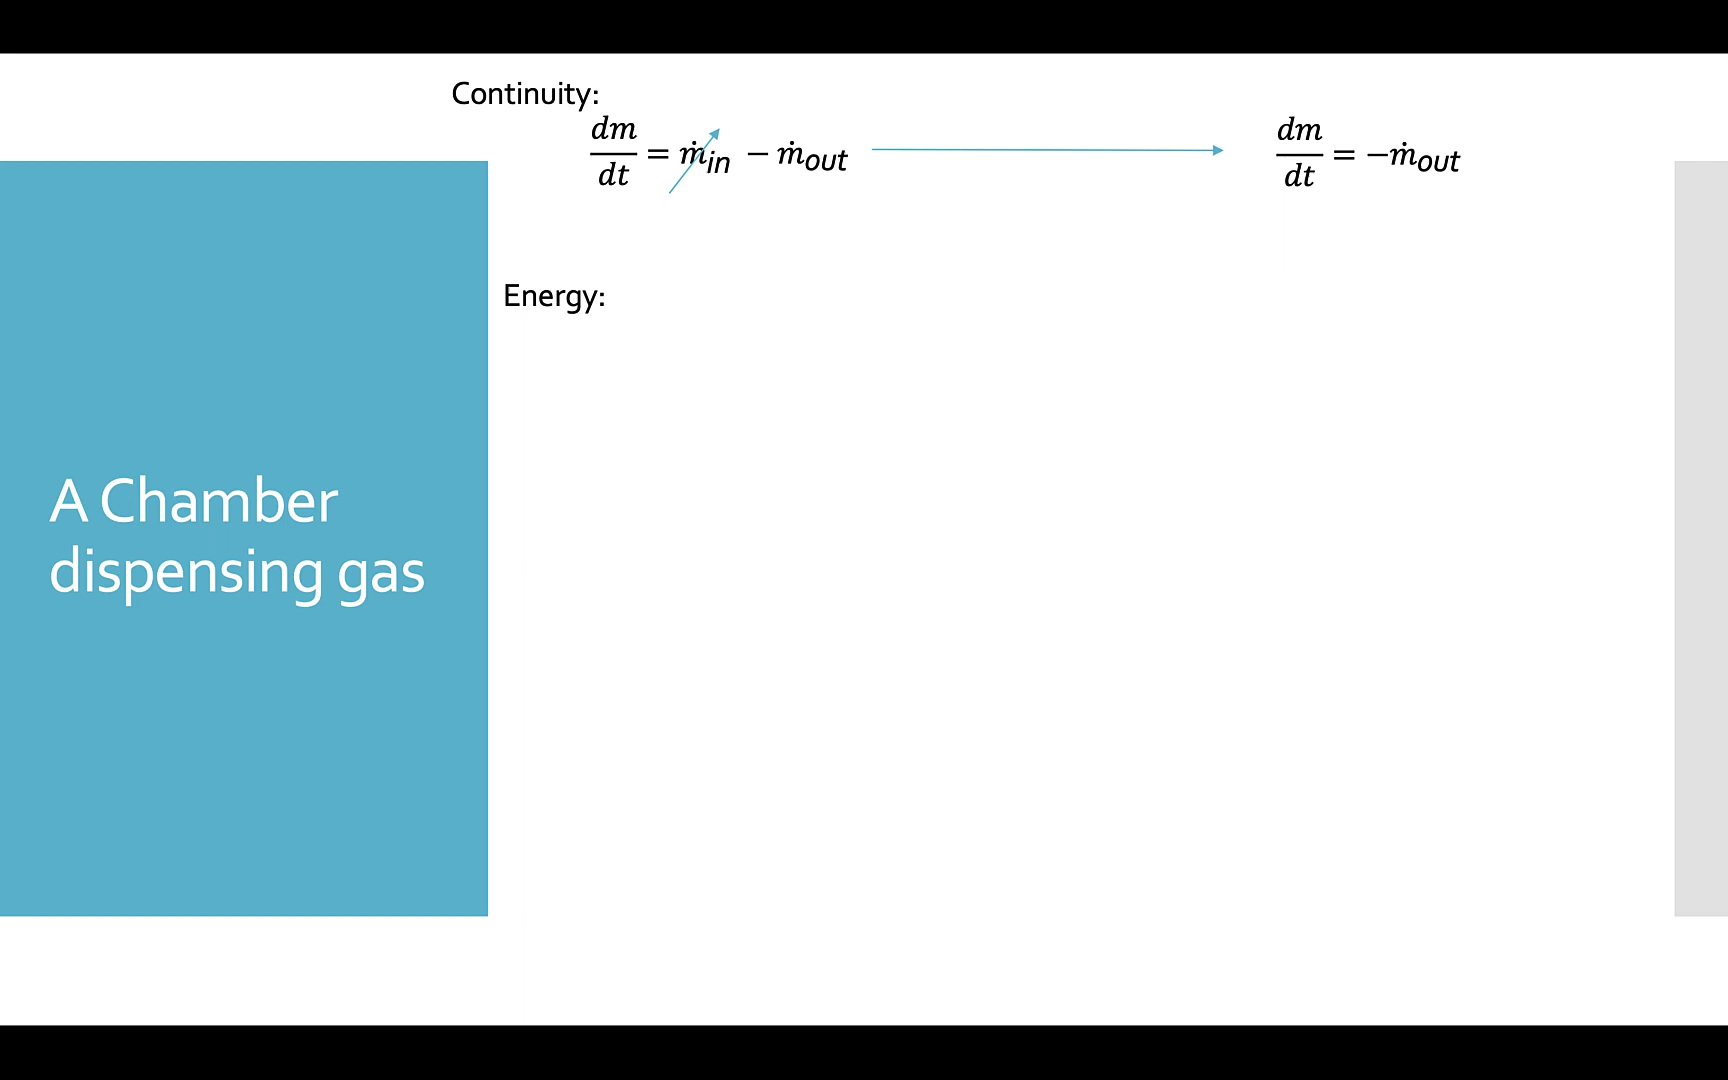 Continuity:
dm/dt = ṁin − ṁout
dm/dt = −ṁout
Energy:
A Chamber
dispensing gas